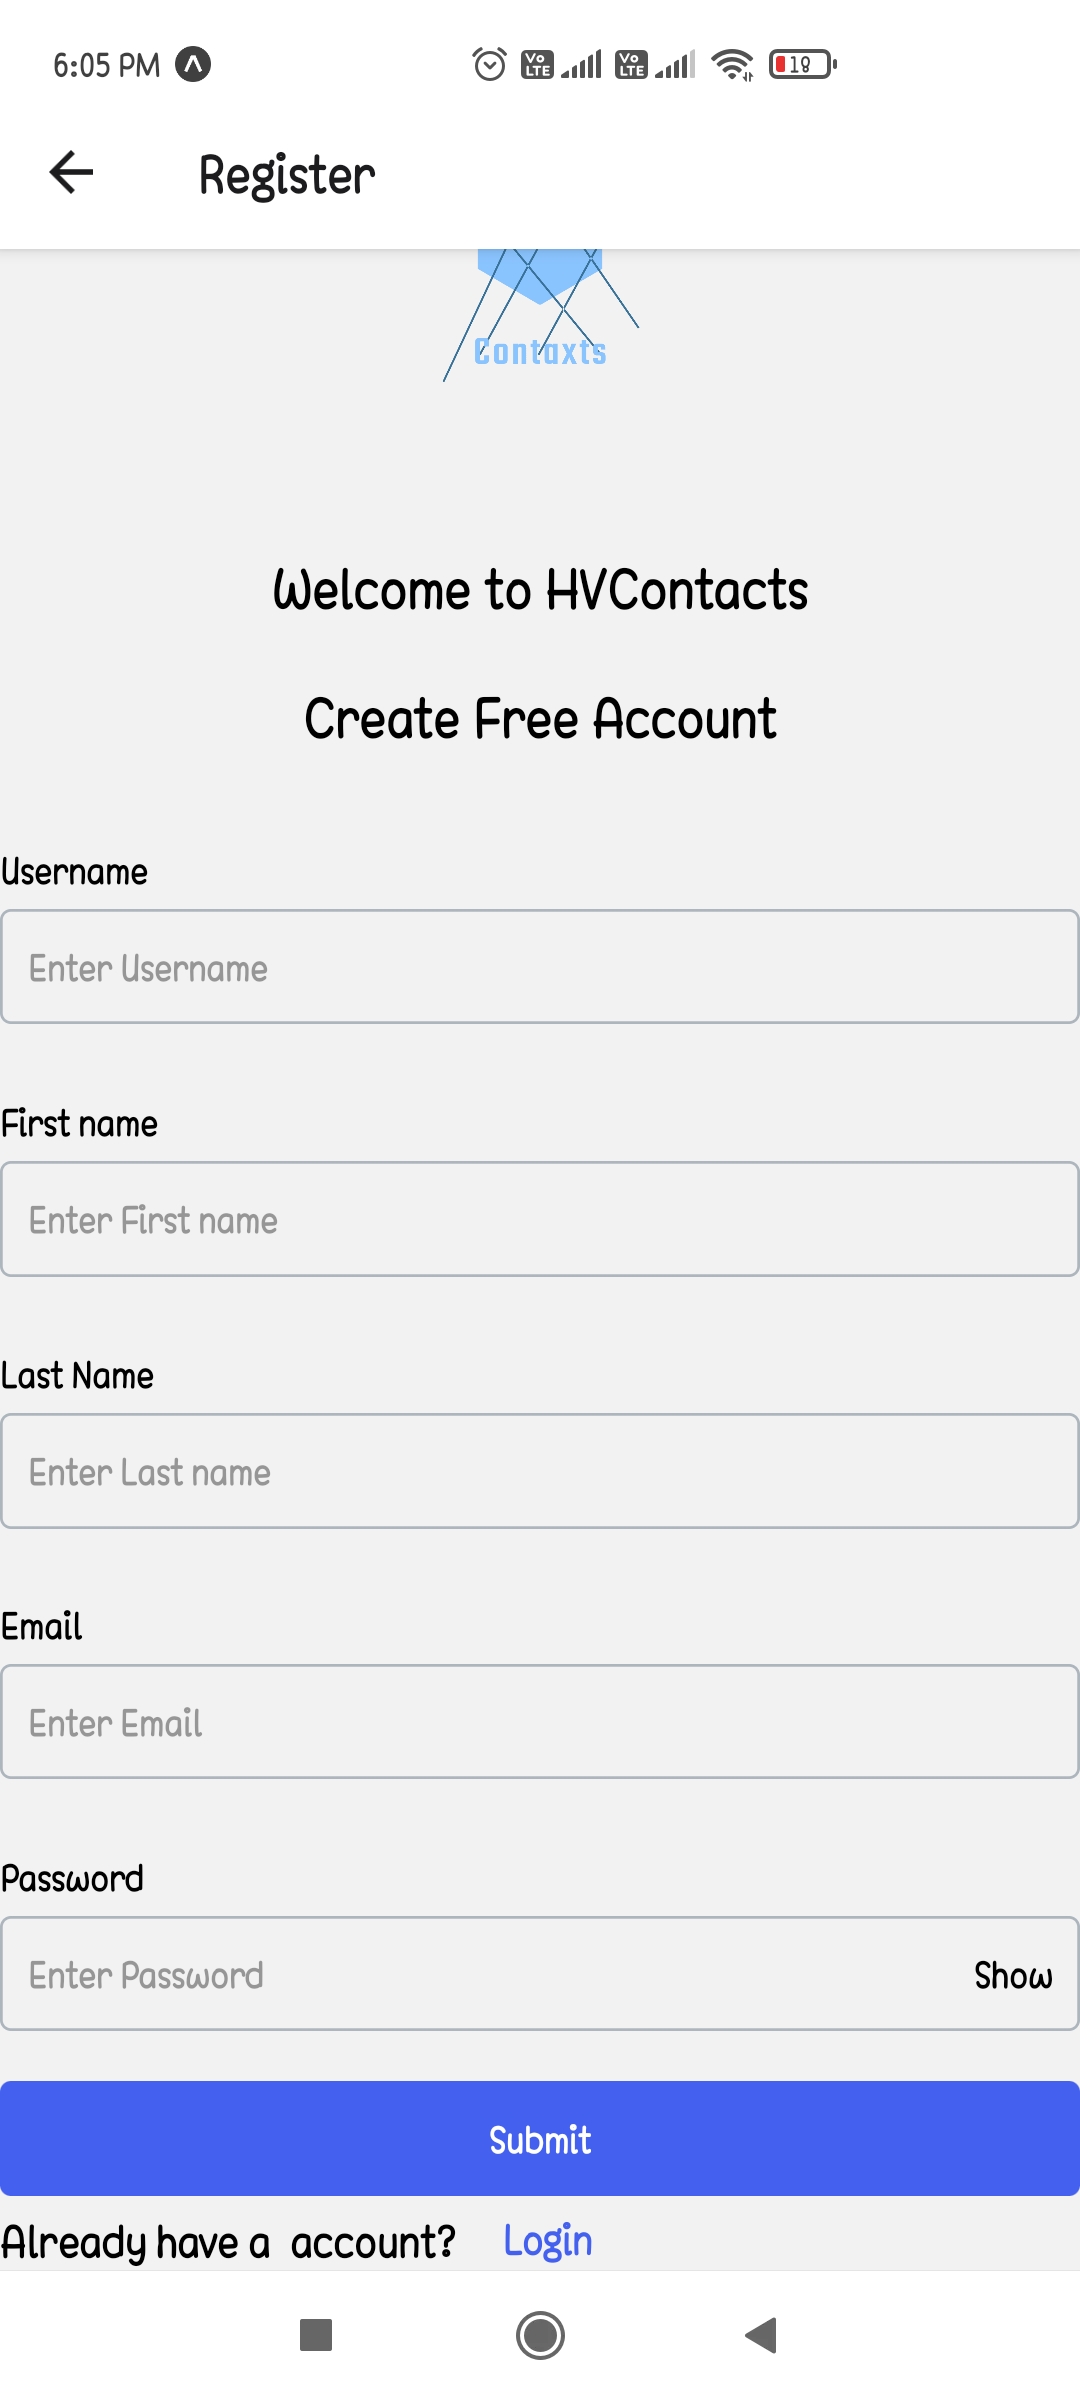 6:05 PM Vo LTE Vo LTE 18
Register
Contaxts
Welcome to HVContacts
Create Free Account
Username
Enter Username
First name
Enter First name
Last Name
Enter Last name
Email
Enter Email
Password
Enter Password Show
Submit
Already have a account? Login